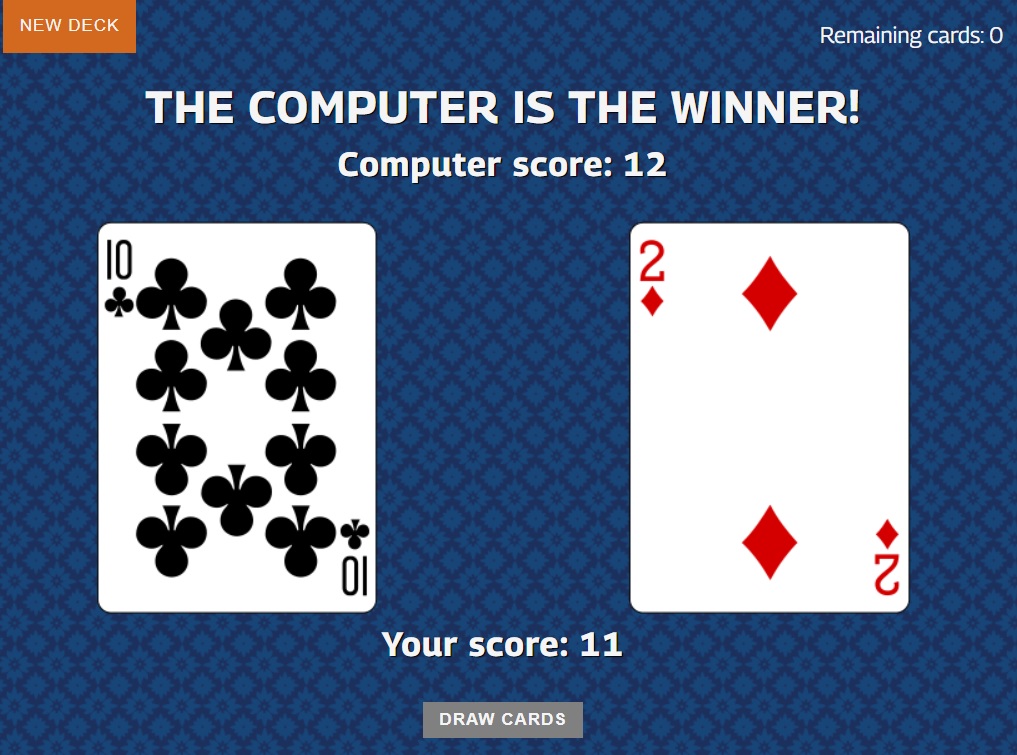 NEW DECK
Remaining cards: 0
THE COMPUTER IS THE WINNER!
Computer score: 12
10
2
10
2
Your score: 11
DRAW CARDS